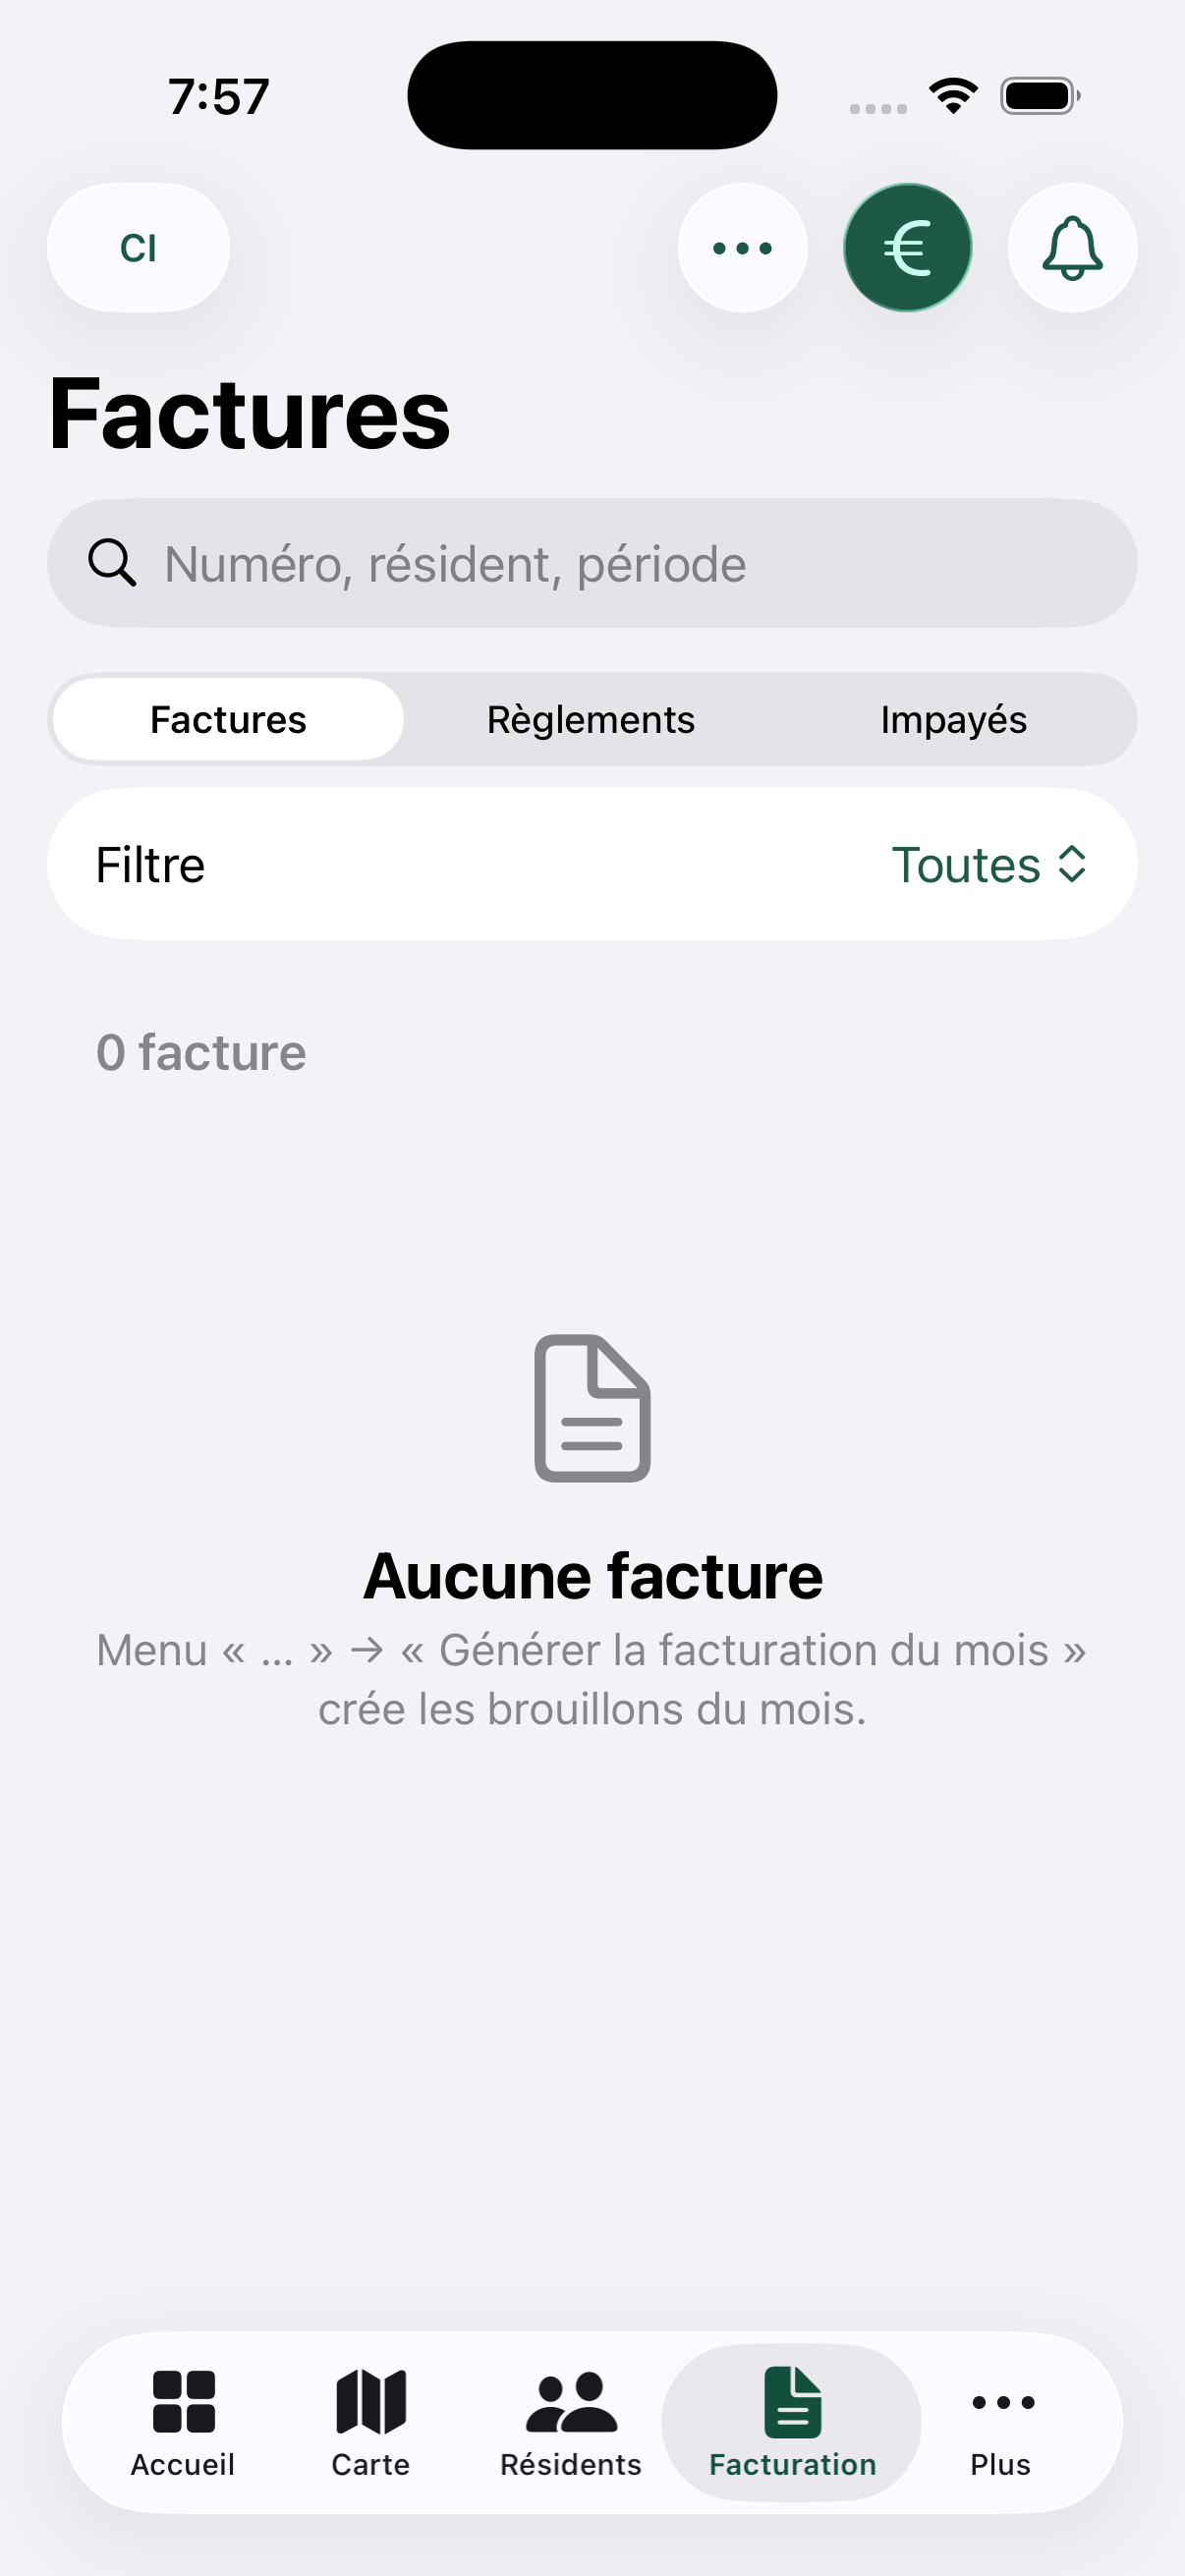 7:57
CI
€
Factures
Numéro, résident, période
Factures Règlements Impayés
Filtre Toutes
0 facture
Aucune facture
Menu « ... » → « Générer la facturation du mois »
crée les brouillons du mois.
Accueil Carte Résidents Facturation Plus